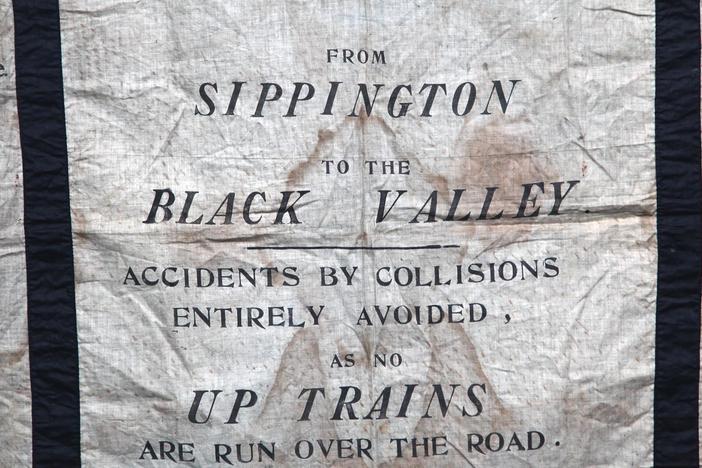 FROM
SIPPINGTON
TO THE
BLACK VALLEY.
ACCIDENTS BY COLLISIONS
ENTIRELY AVOIDED,
AS NO
UP TRAINS
ARE RUN OVER THE ROAD.